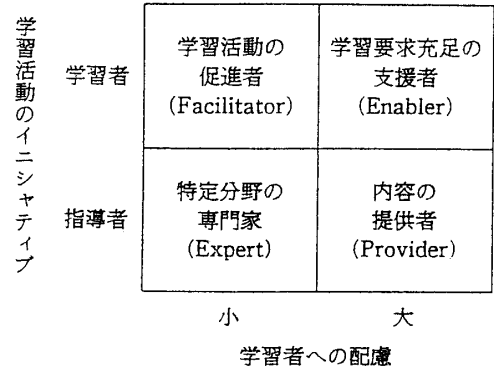 学習活動のイニシャティブ
学習者
学習活動の
促進者
(Facilitator)
学習要求充足の
支援者
(Enabler)
指導者
特定分野の
専門家
(Expert)
内容の
提供者
(Provider)
小
大
学習者への配慮